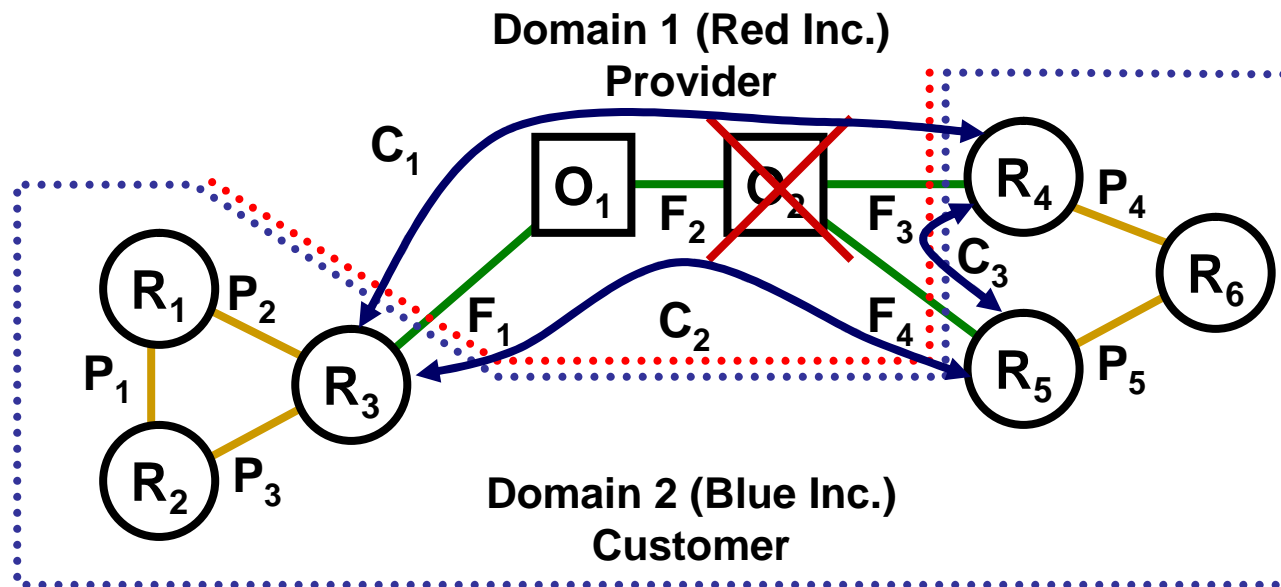 Domain 1 (Red Inc.)
Provider
C₁
O₁
O₂
F₂
F₃
R₄
P₄
C₃
R₆
R₁
P₂
F₁
C₂
F₄
P₁
R₃
R₅
P₅
R₂
P₃
Domain 2 (Blue Inc.)
Customer